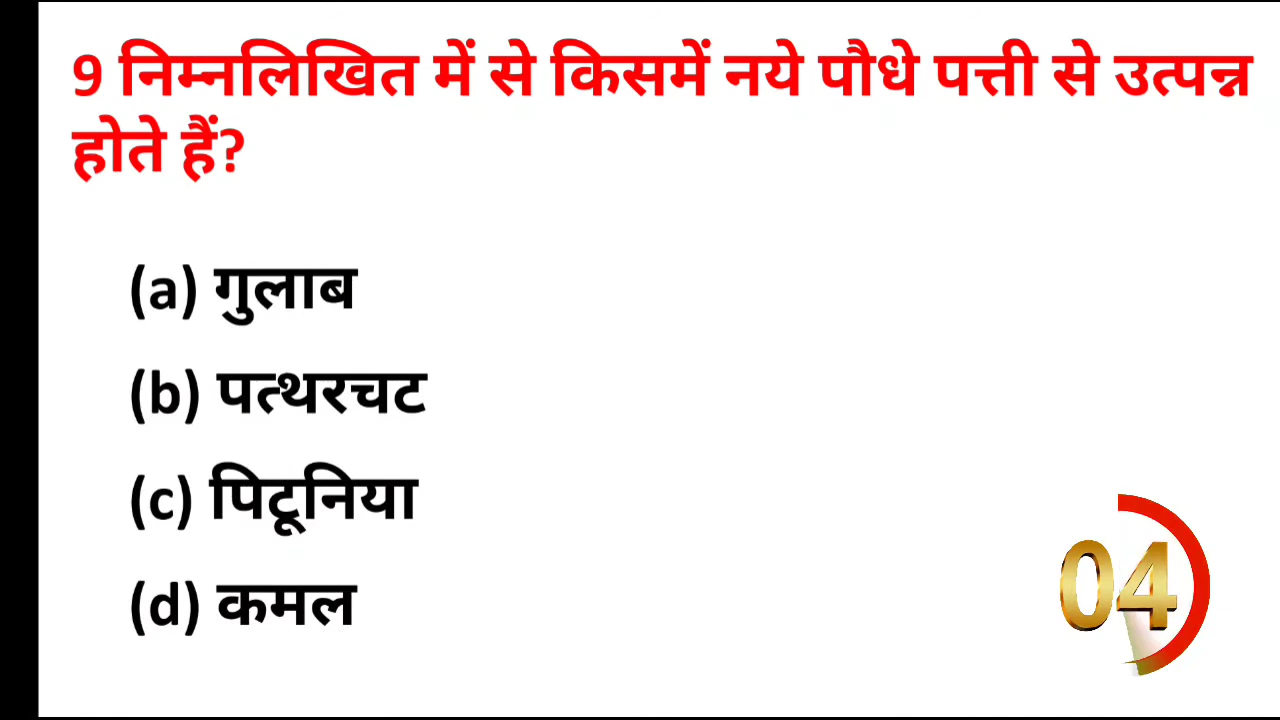 9 निम्नलिखित में से किसमें नये पौधे पत्ती से उत्पन्न
होते हैं?
(a) गुलाब
(b) पत्थरचट
(c) पिटूनिया
(d) कमल
04